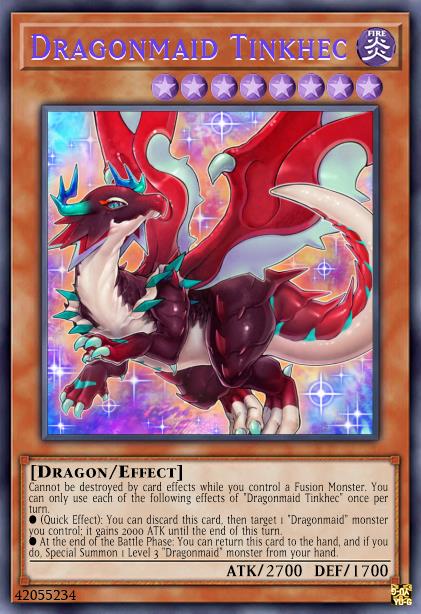 DRAGONMAID TINKHEC
FIRE
炎
[DRAGON/EFFECT]
Cannot be destroyed by card effects while you control a Fusion Monster. You
can only use each of the following effects of "Dragonmaid Tinkhec" once per
turn.
● (Quick Effect): You can discard this card, then target 1 "Dragonmaid" monster
you control; it gains 2000 ATK until the end of this turn.
● At the end of the Battle Phase: You can return this card to the hand, and if you
do, Special Summon 1 Level 3 "Dragonmaid" monster from your hand.
ATK/2700 DEF/1700
42055234